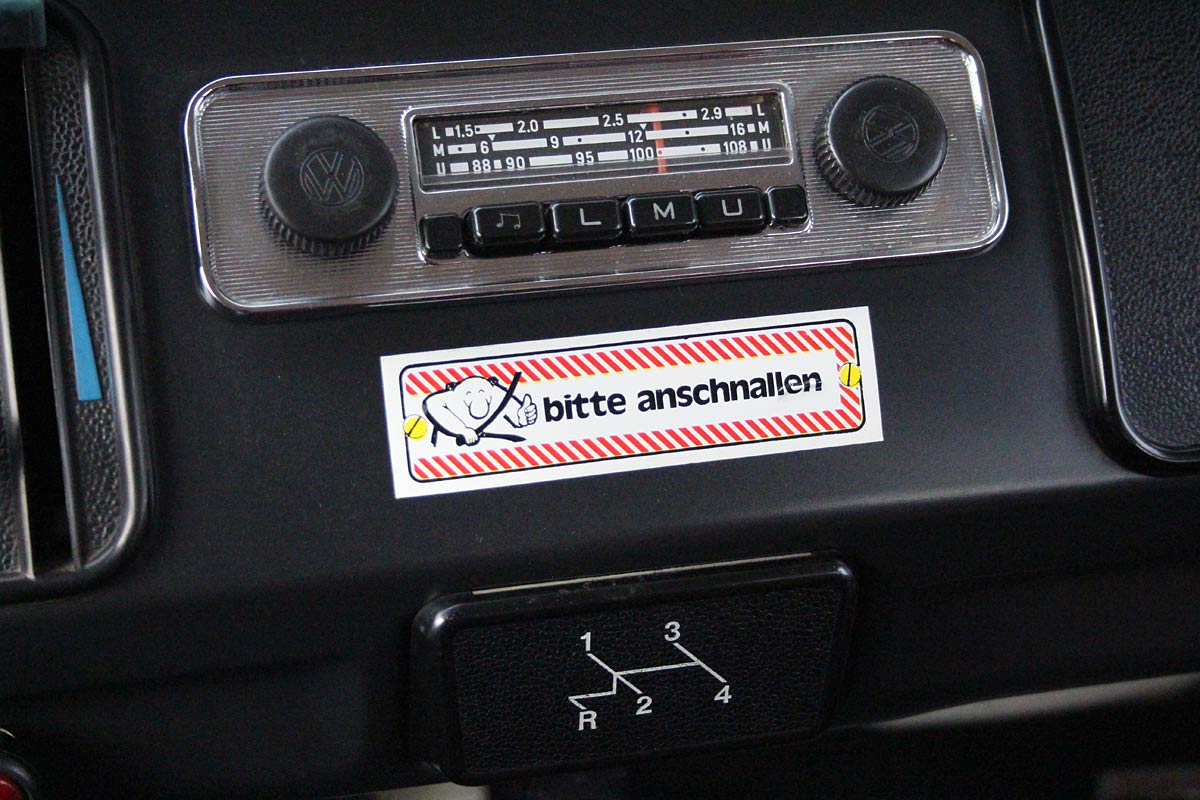 L 1.5 2.0 2.5 2.9 L
M 6 9 12 16 M
U 88 90 95 100 108 U
L M U
bitte anschnallen
1 3
2 4
R